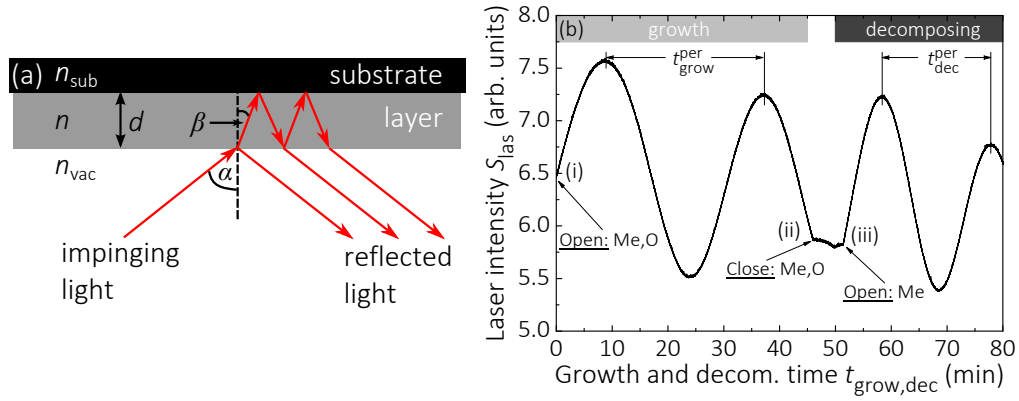 (a)
n_sub
substrate
n
d
β
layer
n_vac
α
impinging
light
reflected
light
(b)
growth
decomposing
t_grow^per
t_dec^per
(i)
Open: Me,O
(ii)
Close: Me,O
(iii)
Open: Me
Laser intensity S_las (arb. units)
8.0
7.5
7.0
6.5
6.0
5.5
5.0
0
10
20
30
40
50
60
70
80
Growth and decom. time t_grow,dec (min)